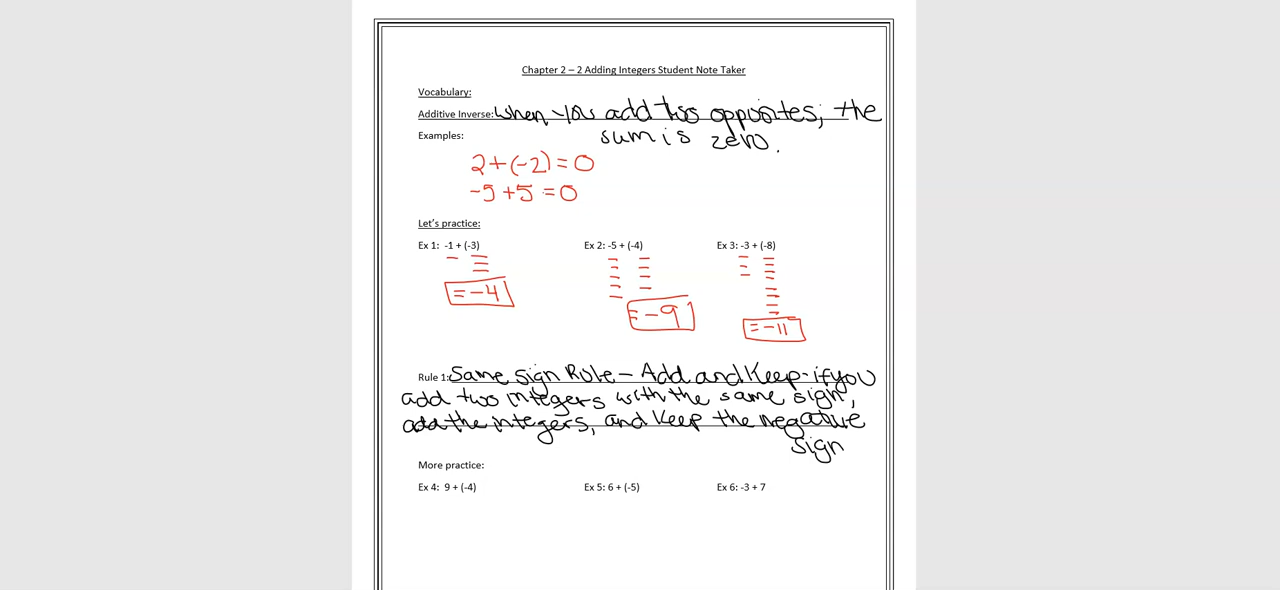 Chapter 2 – 2 Adding Integers Student Note Taker
Vocabulary:
Additive Inverse: When you add two opposites, the
sum is zero.
Examples:
2+(-2)=0
-5+5=0
Let's practice:
Ex 1: -1 + (-3) Ex 2: -5 + (-4) Ex 3: -3 + (-8)
=-4 =-9 =-11
Rule 1: Same Sign Rule - Add and Keep - if you
add two integers with the same sign,
add the integers, and keep the negative
sign
More practice:
Ex 4: 9 + (-4) Ex 5: 6 + (-5) Ex 6: -3 + 7